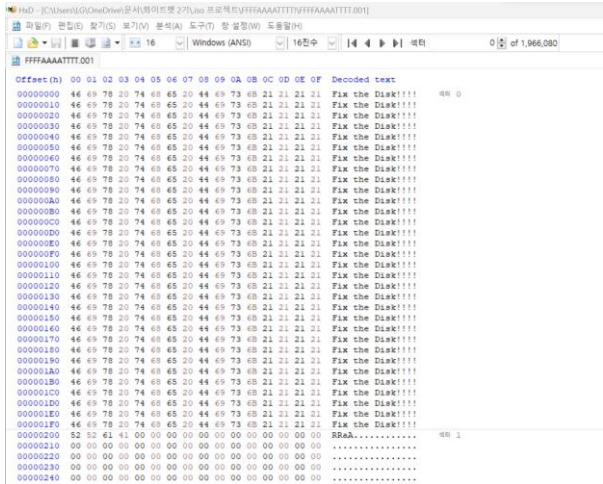 HxD - [C:\Users\LG\OneDrive\문서\화이트햇 2기\iso 프로젝트\FFFFAAAATTTT\FFFFAAAATTTT.001]
파일(F) 편집(E) 찾기(S) 보기(V) 분석(A) 도구(T) 창 설정(W) 도움말(H)
16 Windows (ANSI) 16진수 섹터 0 of 1,966,080
FFFFAAAATTTT.001
Offset(h) 00 01 02 03 04 05 06 07 08 09 0A 0B 0C 0D 0E 0F Decoded text
00000000 46 69 78 20 74 68 65 20 44 69 73 6B 21 21 21 21 Fix the Disk!!!! 섹터 0
00000010 46 69 78 20 74 68 65 20 44 69 73 6B 21 21 21 21 Fix the Disk!!!!
00000020 46 69 78 20 74 68 65 20 44 69 73 6B 21 21 21 21 Fix the Disk!!!!
00000030 46 69 78 20 74 68 65 20 44 69 73 6B 21 21 21 21 Fix the Disk!!!!
00000040 46 69 78 20 74 68 65 20 44 69 73 6B 21 21 21 21 Fix the Disk!!!!
00000050 46 69 78 20 74 68 65 20 44 69 73 6B 21 21 21 21 Fix the Disk!!!!
00000060 46 69 78 20 74 68 65 20 44 69 73 6B 21 21 21 21 Fix the Disk!!!!
00000070 46 69 78 20 74 68 65 20 44 69 73 6B 21 21 21 21 Fix the Disk!!!!
00000080 46 69 78 20 74 68 65 20 44 69 73 6B 21 21 21 21 Fix the Disk!!!!
00000090 46 69 78 20 74 68 65 20 44 69 73 6B 21 21 21 21 Fix the Disk!!!!
000000A0 46 69 78 20 74 68 65 20 44 69 73 6B 21 21 21 21 Fix the Disk!!!!
000000B0 46 69 78 20 74 68 65 20 44 69 73 6B 21 21 21 21 Fix the Disk!!!!
000000C0 46 69 78 20 74 68 65 20 44 69 73 6B 21 21 21 21 Fix the Disk!!!!
000000D0 46 69 78 20 74 68 65 20 44 69 73 6B 21 21 21 21 Fix the Disk!!!!
000000E0 46 69 78 20 74 68 65 20 44 69 73 6B 21 21 21 21 Fix the Disk!!!!
000000F0 46 69 78 20 74 68 65 20 44 69 73 6B 21 21 21 21 Fix the Disk!!!!
00000100 46 69 78 20 74 68 65 20 44 69 73 6B 21 21 21 21 Fix the Disk!!!!
00000110 46 69 78 20 74 68 65 20 44 69 73 6B 21 21 21 21 Fix the Disk!!!!
00000120 46 69 78 20 74 68 65 20 44 69 73 6B 21 21 21 21 Fix the Disk!!!!
00000130 46 69 78 20 74 68 65 20 44 69 73 6B 21 21 21 21 Fix the Disk!!!!
00000140 46 69 78 20 74 68 65 20 44 69 73 6B 21 21 21 21 Fix the Disk!!!!
00000150 46 69 78 20 74 68 65 20 44 69 73 6B 21 21 21 21 Fix the Disk!!!!
00000160 46 69 78 20 74 68 65 20 44 69 73 6B 21 21 21 21 Fix the Disk!!!!
00000170 46 69 78 20 74 68 65 20 44 69 73 6B 21 21 21 21 Fix the Disk!!!!
00000180 46 69 78 20 74 68 65 20 44 69 73 6B 21 21 21 21 Fix the Disk!!!!
00000190 46 69 78 20 74 68 65 20 44 69 73 6B 21 21 21 21 Fix the Disk!!!!
000001A0 46 69 78 20 74 68 65 20 44 69 73 6B 21 21 21 21 Fix the Disk!!!!
000001B0 46 69 78 20 74 68 65 20 44 69 73 6B 21 21 21 21 Fix the Disk!!!!
000001C0 46 69 78 20 74 68 65 20 44 69 73 6B 21 21 21 21 Fix the Disk!!!!
000001D0 46 69 78 20 74 68 65 20 44 69 73 6B 21 21 21 21 Fix the Disk!!!!
000001E0 46 69 78 20 74 68 65 20 44 69 73 6B 21 21 21 21 Fix the Disk!!!!
000001F0 46 69 78 20 74 68 65 20 44 69 73 6B 21 21 21 21 Fix the Disk!!!!
00000200 52 52 61 41 00 00 00 00 00 00 00 00 00 00 00 00 RRaA............ 섹터 1
00000210 00 00 00 00 00 00 00 00 00 00 00 00 00 00 00 00 ................
00000220 00 00 00 00 00 00 00 00 00 00 00 00 00 00 00 00 ................
00000230 00 00 00 00 00 00 00 00 00 00 00 00 00 00 00 00 ................
00000240 00 00 00 00 00 00 00 00 00 00 00 00 00 00 00 00 ................